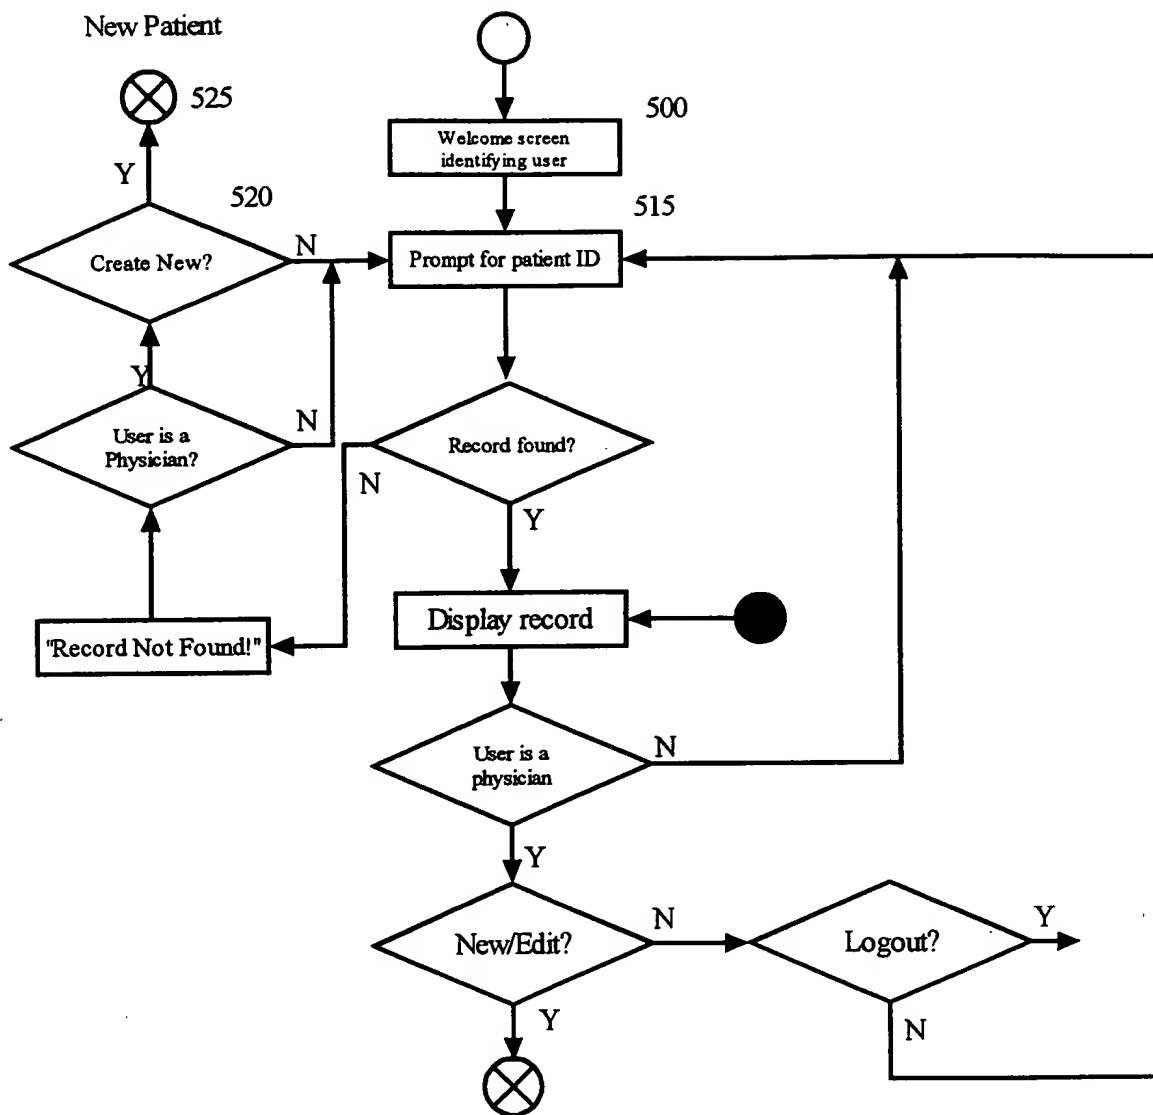 New Patient
525
500
Welcome screen
identifying user
Y
520
515
Create New?
N
Prompt for patient ID
Y
User is a
Physician?
N
Record found?
N
Y
Display record
"Record Not Found!"
User is a
physician
N
Y
New/Edit?
N
Logout?
Y
Y
N